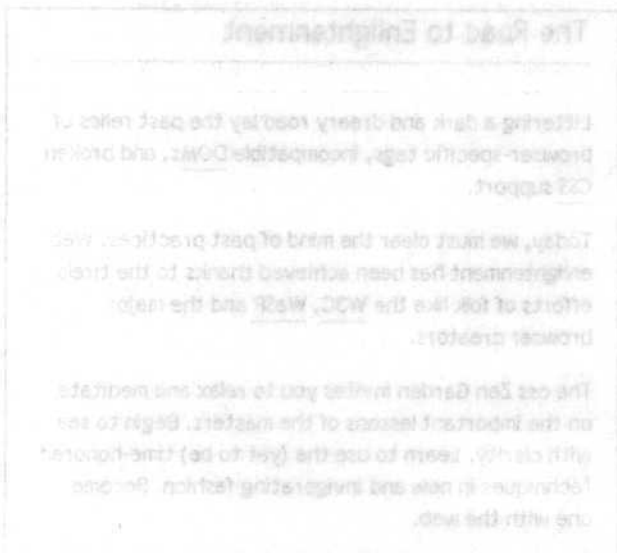 The Road to Enlightenment
Littering a dark and dreary road lay the past relics of
browser-specific tags, incompatible DOMs, and broken
CSS support.
Today, we must clear the mind of past practices. Web
enlightenment has been achieved thanks to the
efforts of folk like the W3C, WaSP and the major
browser creators.
The css Zen Garden invites you to relax and meditate
on the important lessons of the masters. Begin to see
with clarity. Learn to use the (yet to be) time-honored
techniques in new and invigorating fashion. Become
one with the web.